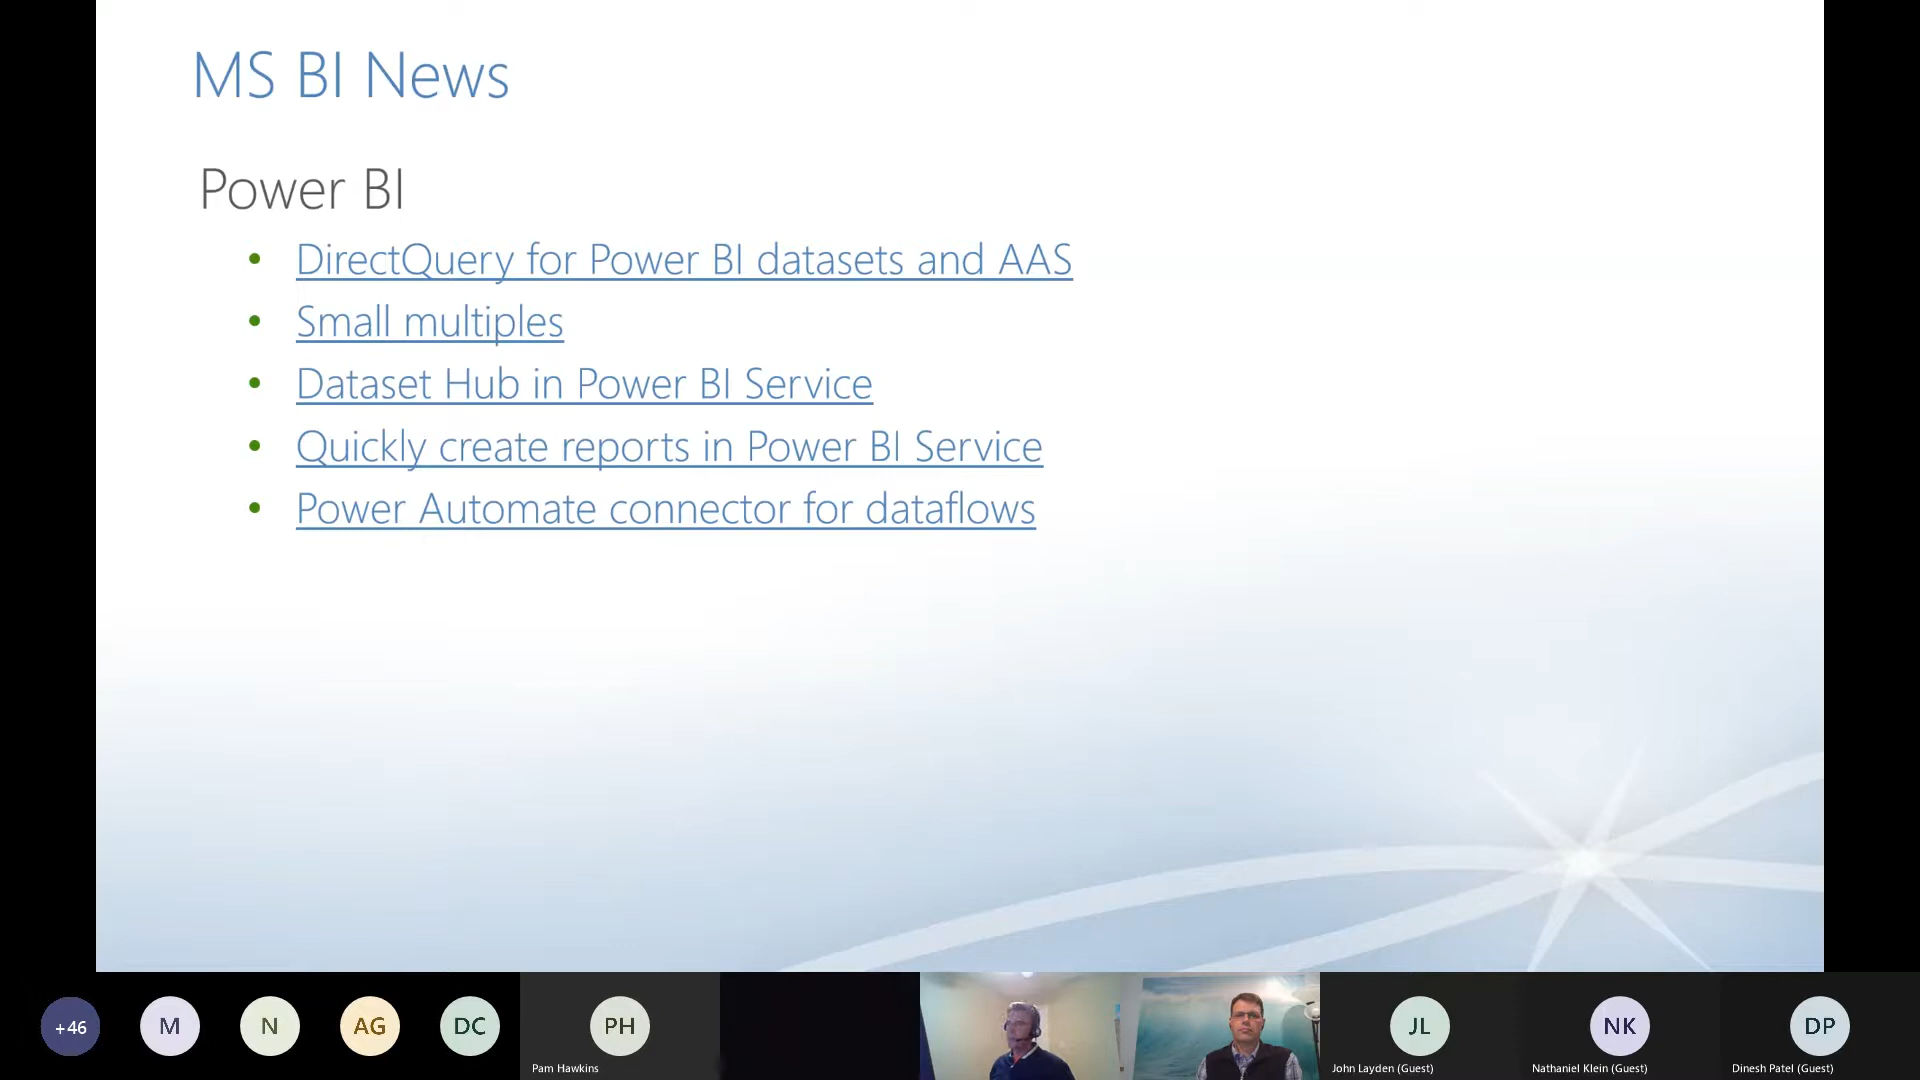 MS BI News
Power BI
• DirectQuery for Power BI datasets and AAS
• Small multiples
• Dataset Hub in Power BI Service
• Quickly create reports in Power BI Service
• Power Automate connector for dataflows
+46
M
N
AG
DC
PH
JL
NK
DP
Pam Hawkins
John Layden (Guest)
Nathaniel Klein (Guest)
Dinesh Patel (Guest)